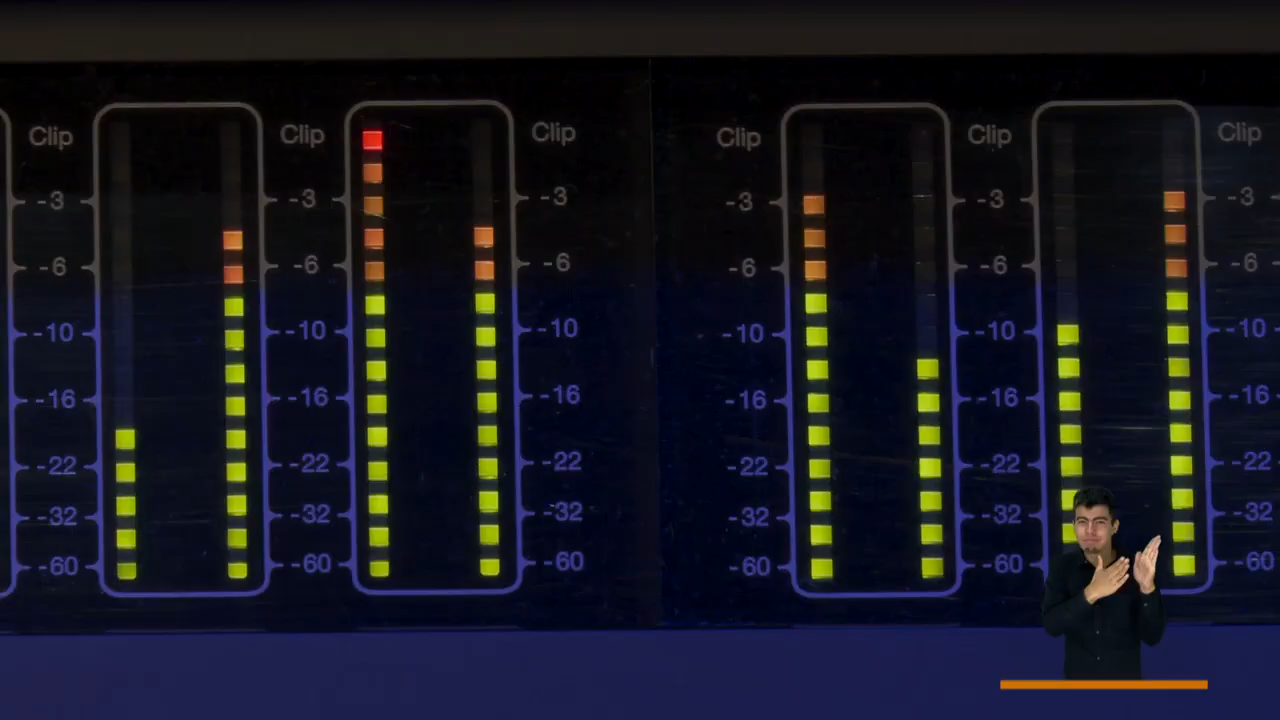 Clip Clip Clip Clip Clip Clip
-3 -3 -3 -3 -3 -3
-6 -6 -6 -6 -6 -6
-10 -10 -10 -10 -10 -10
-16 -16 -16 -16 -16 -16
-22 -22 -22 -22 -22 -22
-32 -32 -32 -32 -32 -32
-60 -60 -60 -60 -60 -60